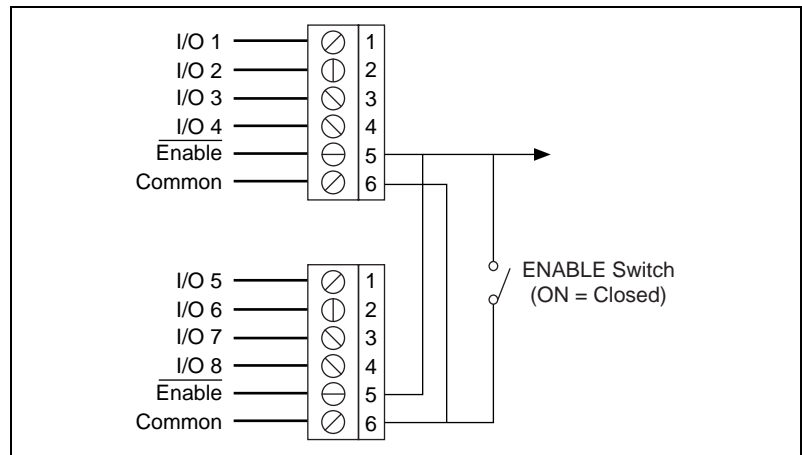 I/O 1 1
I/O 2 2
I/O 3 3
I/O 4 4
Enable 5
Common 6
ENABLE Switch
(ON = Closed)
I/O 5 1
I/O 6 2
I/O 7 3
I/O 8 4
Enable 5
Common 6